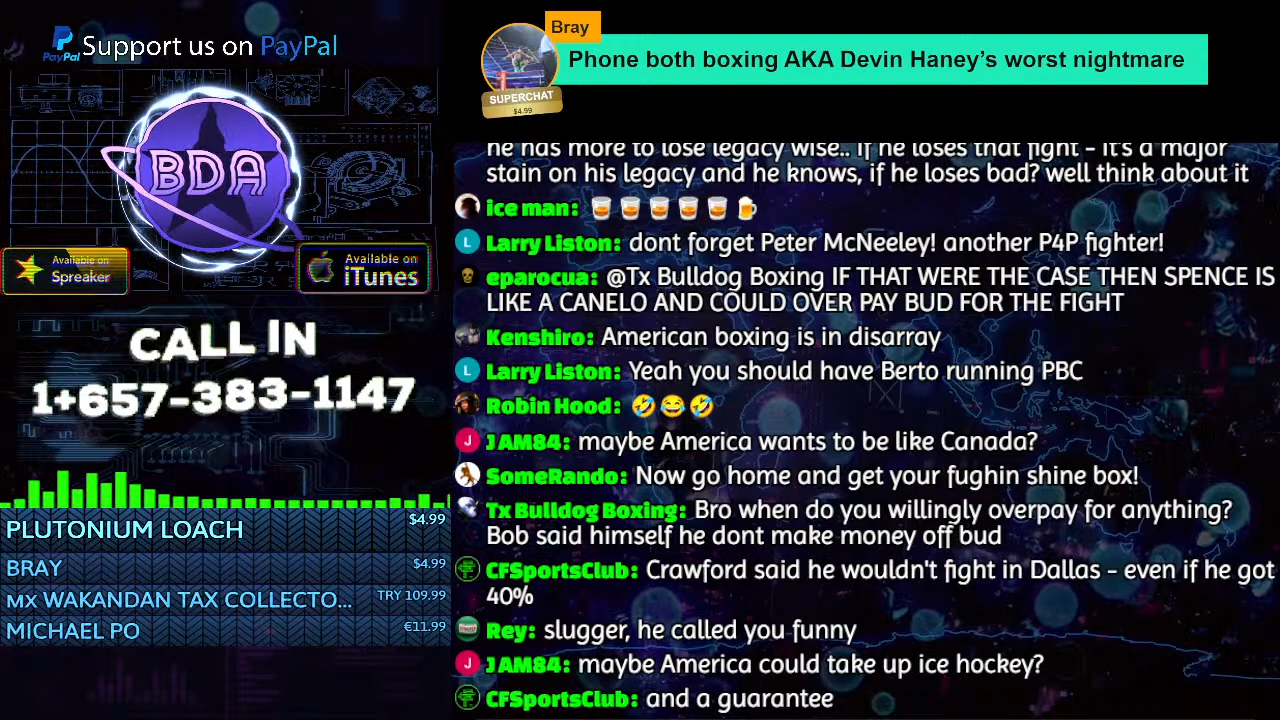 PayPal Support us on PayPal
BDA
Available on
Spreaker
Available on
iTunes
CALL IN
1+657-383-1147
PLUTONIUM LOACH $4.99
BRAY $4.99
MX WAKANDAN TAX COLLECTO... TRY 109.99
MICHAEL PO €11.99
Bray
Phone both boxing AKA Devin Haney’s worst nightmare
SUPERCHAT
$4.99
he has more to lose legacy wise.. if he loses that fight - it's a major
stain on his legacy and he knows, if he loses bad? well think about it
ice man: 🥃🥃🥃🥃🥃🍺
L Larry Liston: dont forget Peter McNeeley! another P4P fighter!
eparocua: @Tx Bulldog Boxing IF THAT WERE THE CASE THEN SPENCE IS
LIKE A CANELO AND COULD OVER PAY BUD FOR THE FIGHT
Kenshiro: American boxing is in disarray
L Larry Liston: Yeah you should have Berto running PBC
Robin Hood: 🤣😂🤣
J JAM84: maybe America wants to be like Canada?
SomeRando: Now go home and get your fughin shine box!
Tx Bulldog Boxing: Bro when do you willingly overpay for anything?
Bob said himself he dont make money off bud
CFSportsClub: Crawford said he wouldn't fight in Dallas - even if he got
40%
Rey: slugger, he called you funny
J JAM84: maybe America could take up ice hockey?
CFSportsClub: and a guarantee